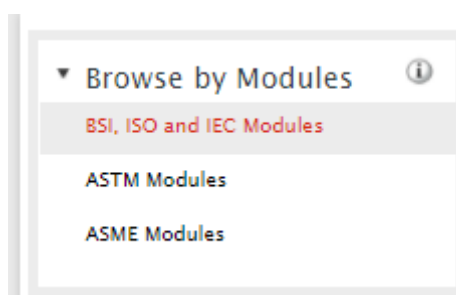 Browse by Modules
BSI, ISO and IEC Modules
ASTM Modules
ASME Modules